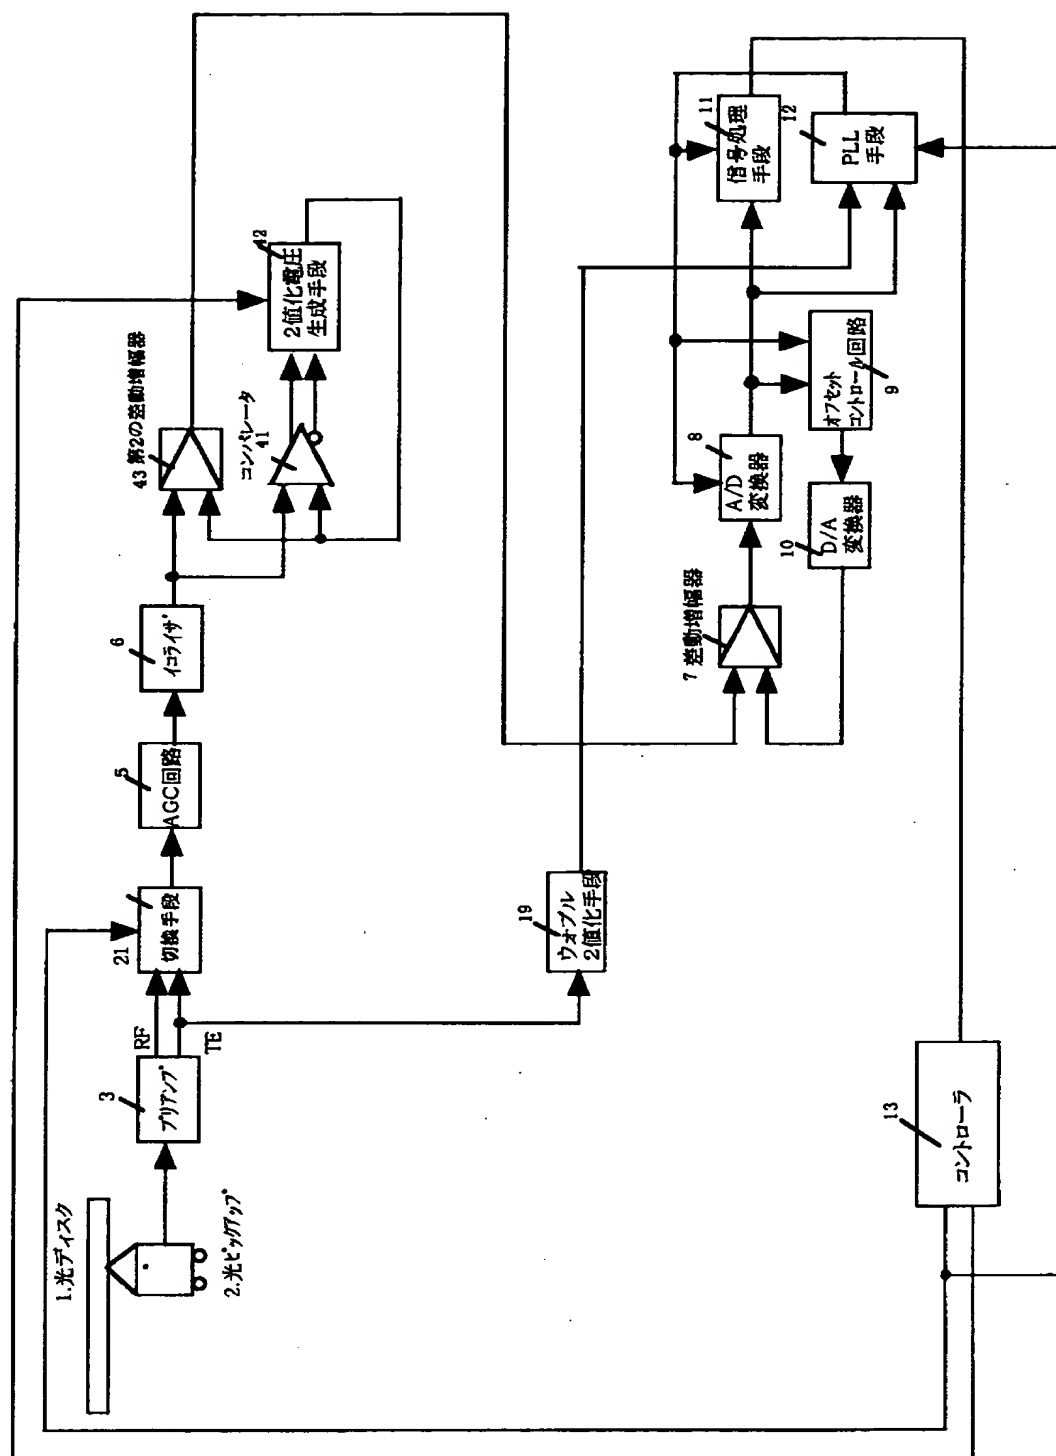 1.光ディスク
2.光ピックアップ
3
プリアンプ
RF
TE
21
切換手段
5
AGC回路
6
イコライザ
43 第2の差動増幅器
コンパレータ
41
42
2値化電圧
生成手段
19
ウォブル
2値化手段
7 差動増幅器
8
A/D
変換器
10
D/A
変換器
オフセット
コントロール回路
9
11
信号処理
手段
12
PLL
手段
13
コントローラ